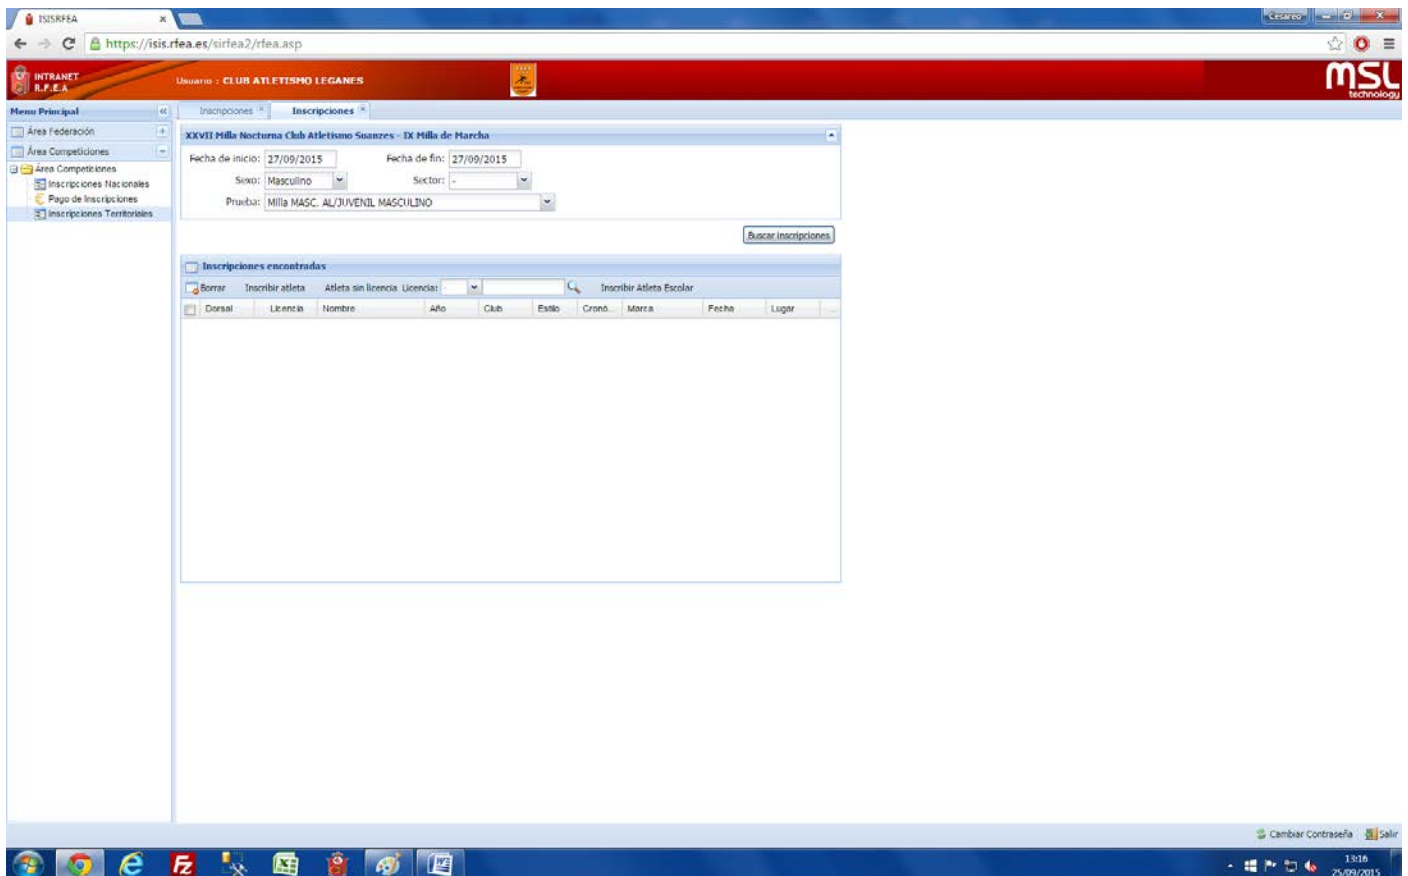 ISISRFEA
Cesareo
https://isis.rfea.es/sirfea2/rfea.asp
INTRANET
R.F.E.A
Usuario : CLUB ATLETISMO LEGANES
MSL
technology
Menu Principal
Inscripciones
Inscripciones
Área Federación
Área Competiciones
Área Competiciones
Inscripciones Nacionales
Pago de Inscripciones
Inscripciones Territoriales
XXVII Milla Nocturna Club Atletismo Suanzes - IX Milla de Marcha
Fecha de inicio: 27/09/2015 Fecha de fin: 27/09/2015
Sexo: Masculino Sector: -
Prueba: Milla MASC. AL/JUVENIL MASCULINO
Buscar inscripciones
Inscripciones encontradas
Borrar Inscribir atleta Atleta sin licencia Licencia: - Inscribir Atleta Escolar
Dorsal Licencia Nombre Año Club Estilo Cronó... Marca Fecha Lugar ...
Cambiar Contraseña Salir
13:16
25/09/2015